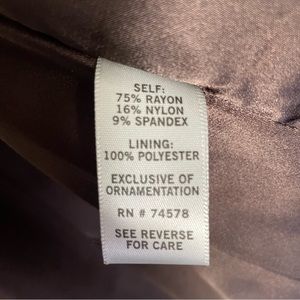 SELF:
75% RAYON
16% NYLON
9% SPANDEX
LINING:
100% POLYESTER
EXCLUSIVE OF
ORNAMENTATION
RN # 74578
SEE REVERSE
FOR CARE